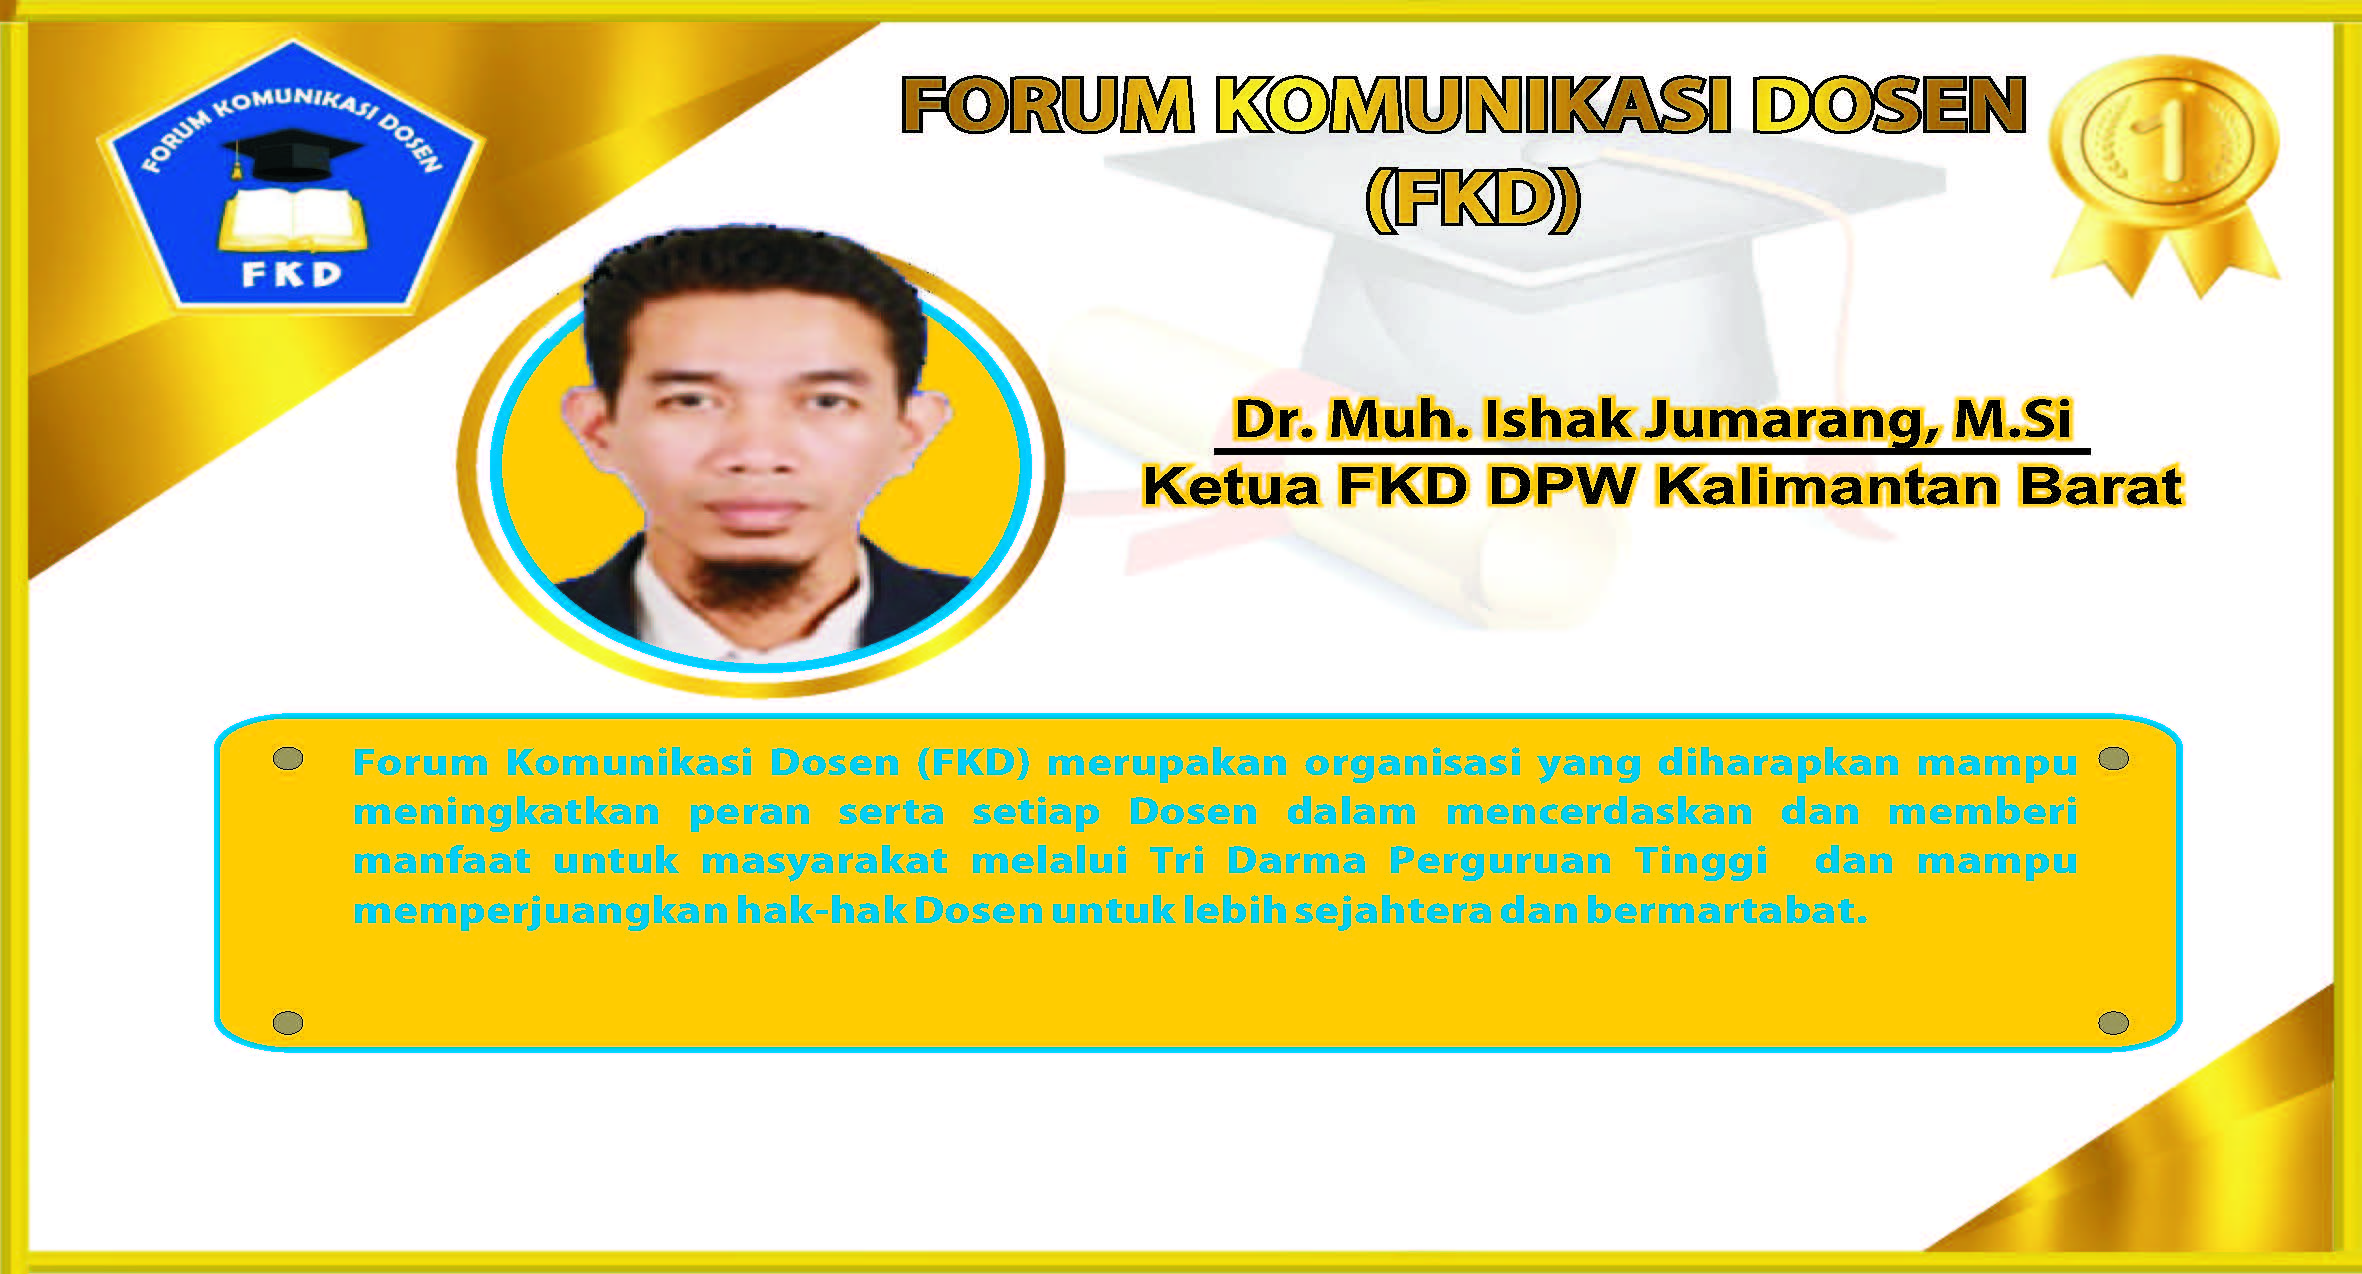 FORUM KOMUNIKASI DOSEN
FKD
FORUM KOMUNIKASI DOSEN
(FKD)
1
Dr. Muh. Ishak Jumarang, M.Si
Ketua FKD DPW Kalimantan Barat
Forum Komunikasi Dosen (FKD) merupakan organisasi yang diharapkan mampu
meningkatkan peran serta setiap Dosen dalam mencerdaskan dan memberi
manfaat untuk masyarakat melalui Tri Darma Perguruan Tinggi dan mampu
memperjuangkan hak-hak Dosen untuk lebih sejahtera dan bermartabat.